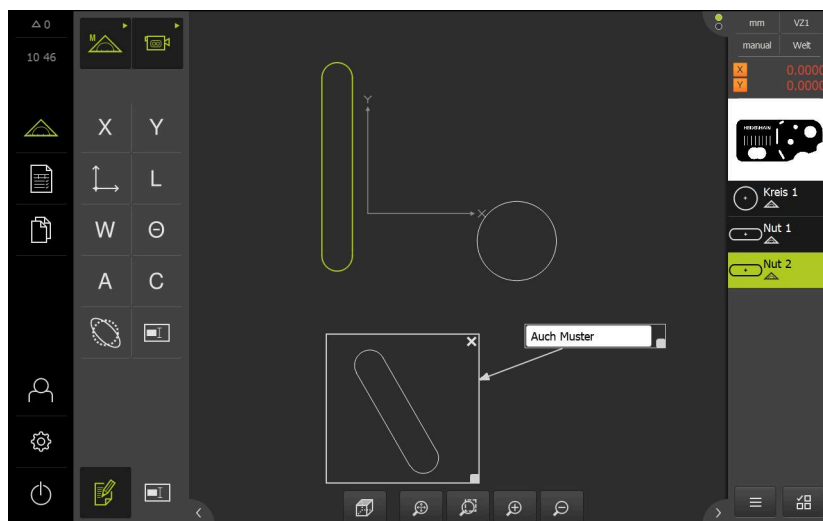 △ 0
10 46
M
X
Y
L
W
Θ
A
C
Y
X
Auch Muster
mm
VZ1
manual
Welt
X 0.0000
Y 0.0000
HEIDENHAIN
Kreis 1
Nut 1
Nut 2